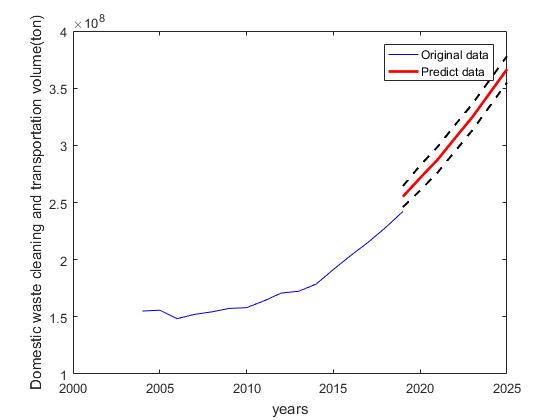 ×10⁸
4
3.5
3
2.5
2
1.5
1
2000 2005 2010 2015 2020 2025
years
Domestic waste cleaning and transportation volume(ton)
Original data
Predict data